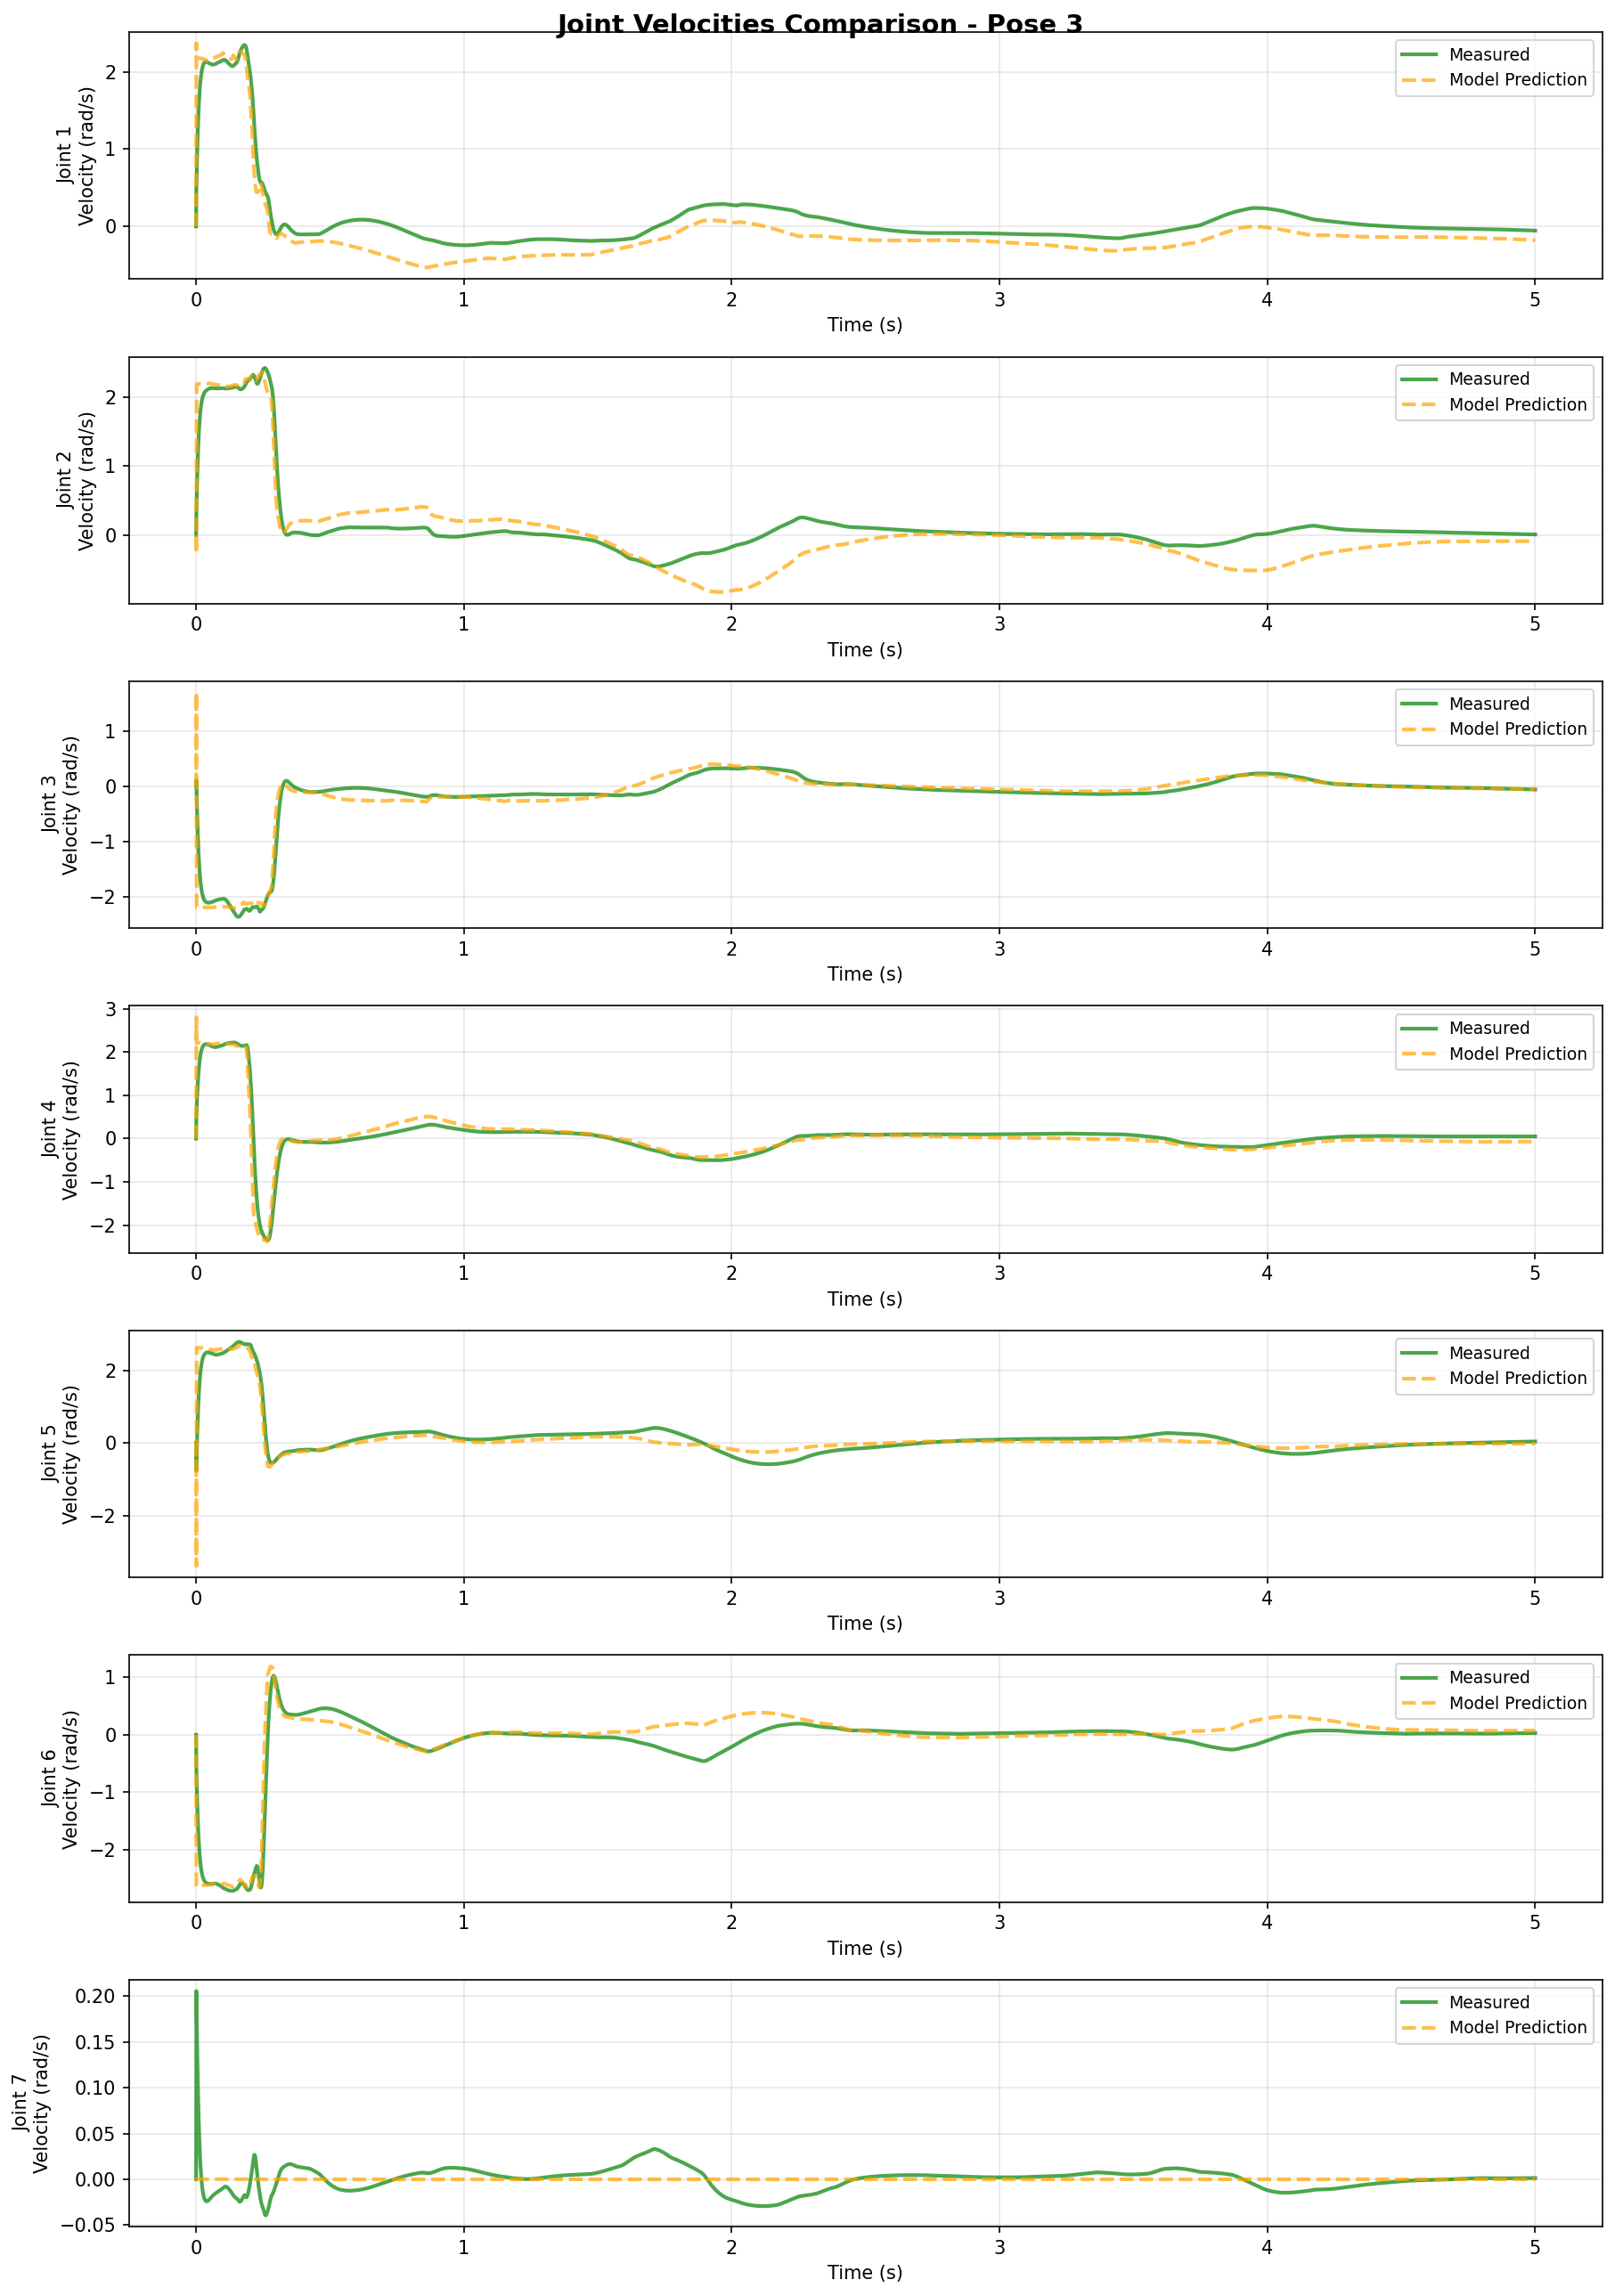 Joint Velocities Comparison - Pose 3
Joint 1
Velocity (rad/s)
2
1
0
Measured
Model Prediction
0 1 2 3 4 5
Time (s)
Joint 2
Velocity (rad/s)
2
1
0
Measured
Model Prediction
0 1 2 3 4 5
Time (s)
Joint 3
Velocity (rad/s)
1
0
−1
−2
Measured
Model Prediction
0 1 2 3 4 5
Time (s)
Joint 4
Velocity (rad/s)
3
2
1
0
−1
−2
Measured
Model Prediction
0 1 2 3 4 5
Time (s)
Joint 5
Velocity (rad/s)
2
0
−2
Measured
Model Prediction
0 1 2 3 4 5
Time (s)
Joint 6
Velocity (rad/s)
1
0
−1
−2
Measured
Model Prediction
0 1 2 3 4 5
Time (s)
Joint 7
Velocity (rad/s)
0.20
0.15
0.10
0.05
0.00
−0.05
Measured
Model Prediction
0 1 2 3 4 5
Time (s)